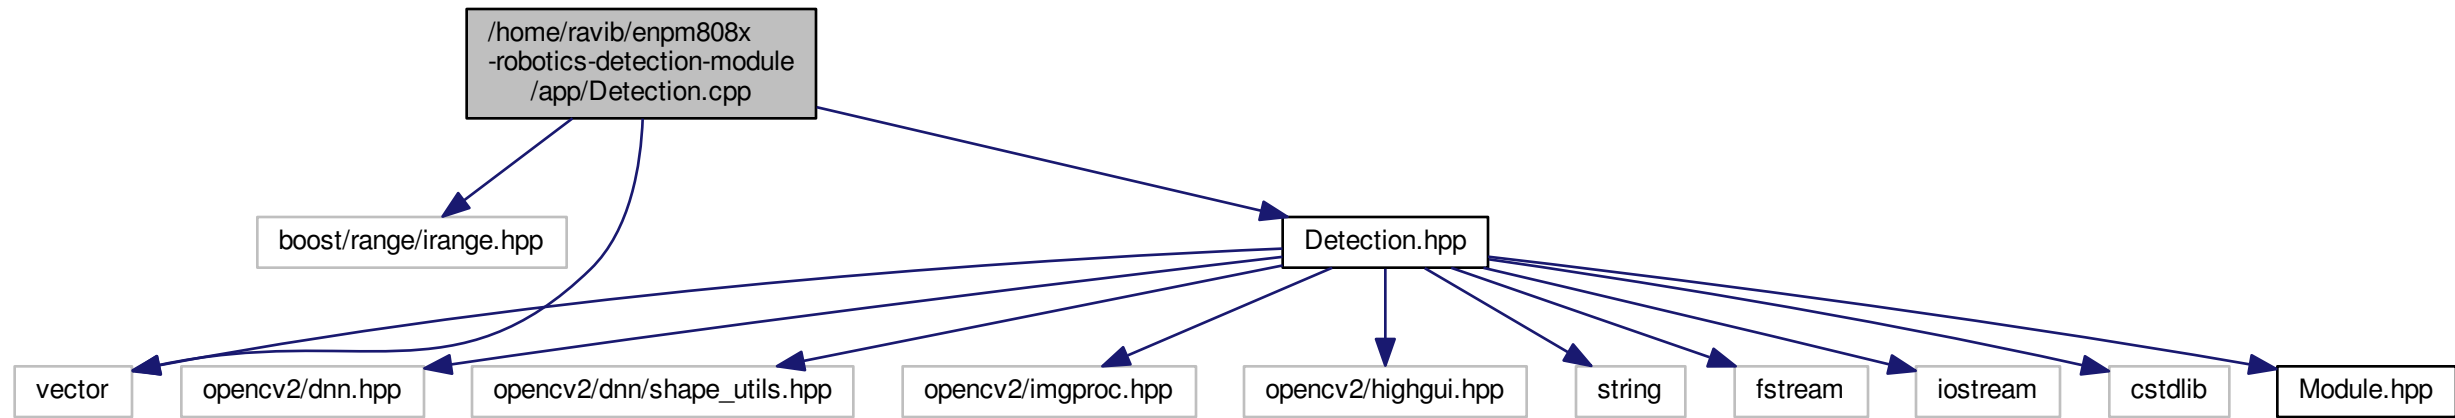 /home/ravib/enpm808x
-robotics-detection-module
/app/Detection.cpp
boost/range/irange.hpp
Detection.hpp
vector
opencv2/dnn.hpp
opencv2/dnn/shape_utils.hpp
opencv2/imgproc.hpp
opencv2/highgui.hpp
string
fstream
iostream
cstdlib
Module.hpp